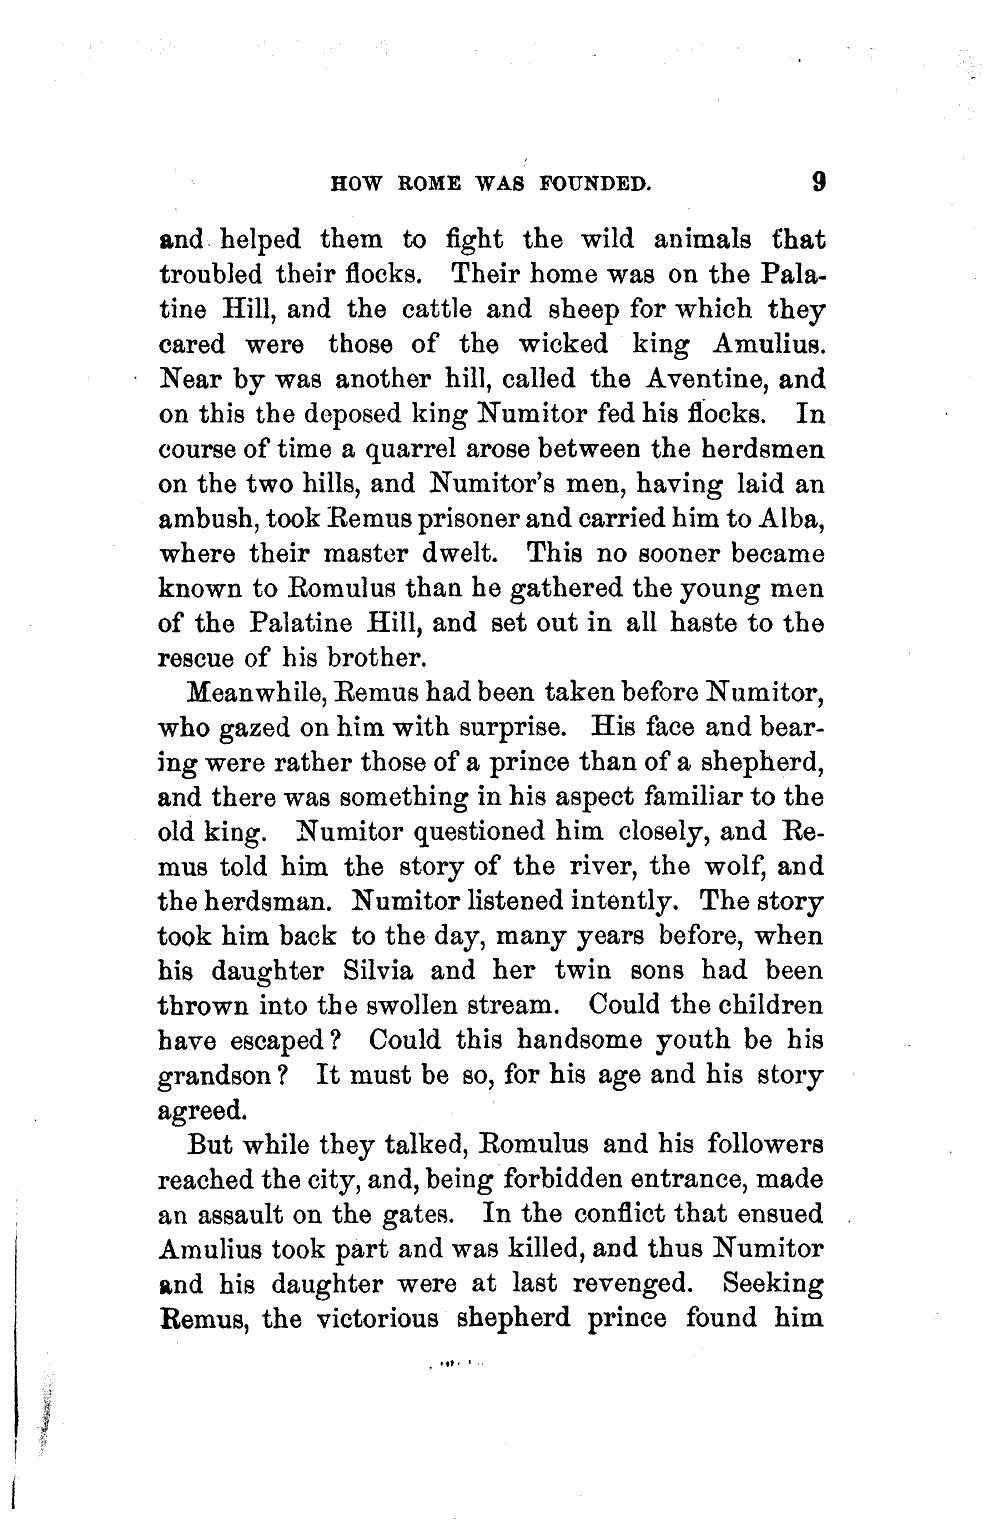 HOW ROME WAS FOUNDED. 9
and helped them to fight the wild animals that
troubled their flocks. Their home was on the Pala-
tine Hill, and the cattle and sheep for which they
cared were those of the wicked king Amulius.
Near by was another hill, called the Aventine, and
on this the deposed king Numitor fed his flocks. In
course of time a quarrel arose between the herdsmen
on the two hills, and Numitor's men, having laid an
ambush, took Remus prisoner and carried him to Alba,
where their master dwelt. This no sooner became
known to Romulus than he gathered the young men
of the Palatine Hill, and set out in all haste to the
rescue of his brother.
Meanwhile, Remus had been taken before Numitor,
who gazed on him with surprise. His face and bear-
ing were rather those of a prince than of a shepherd,
and there was something in his aspect familiar to the
old king. Numitor questioned him closely, and Re-
mus told him the story of the river, the wolf, and
the herdsman. Numitor listened intently. The story
took him back to the day, many years before, when
his daughter Silvia and her twin sons had been
thrown into the swollen stream. Could the children
have escaped? Could this handsome youth be his
grandson? It must be so, for his age and his story
agreed.
But while they talked, Romulus and his followers
reached the city, and, being forbidden entrance, made
an assault on the gates. In the conflict that ensued
Amulius took part and was killed, and thus Numitor
and his daughter were at last revenged. Seeking
Remus, the victorious shepherd prince found him